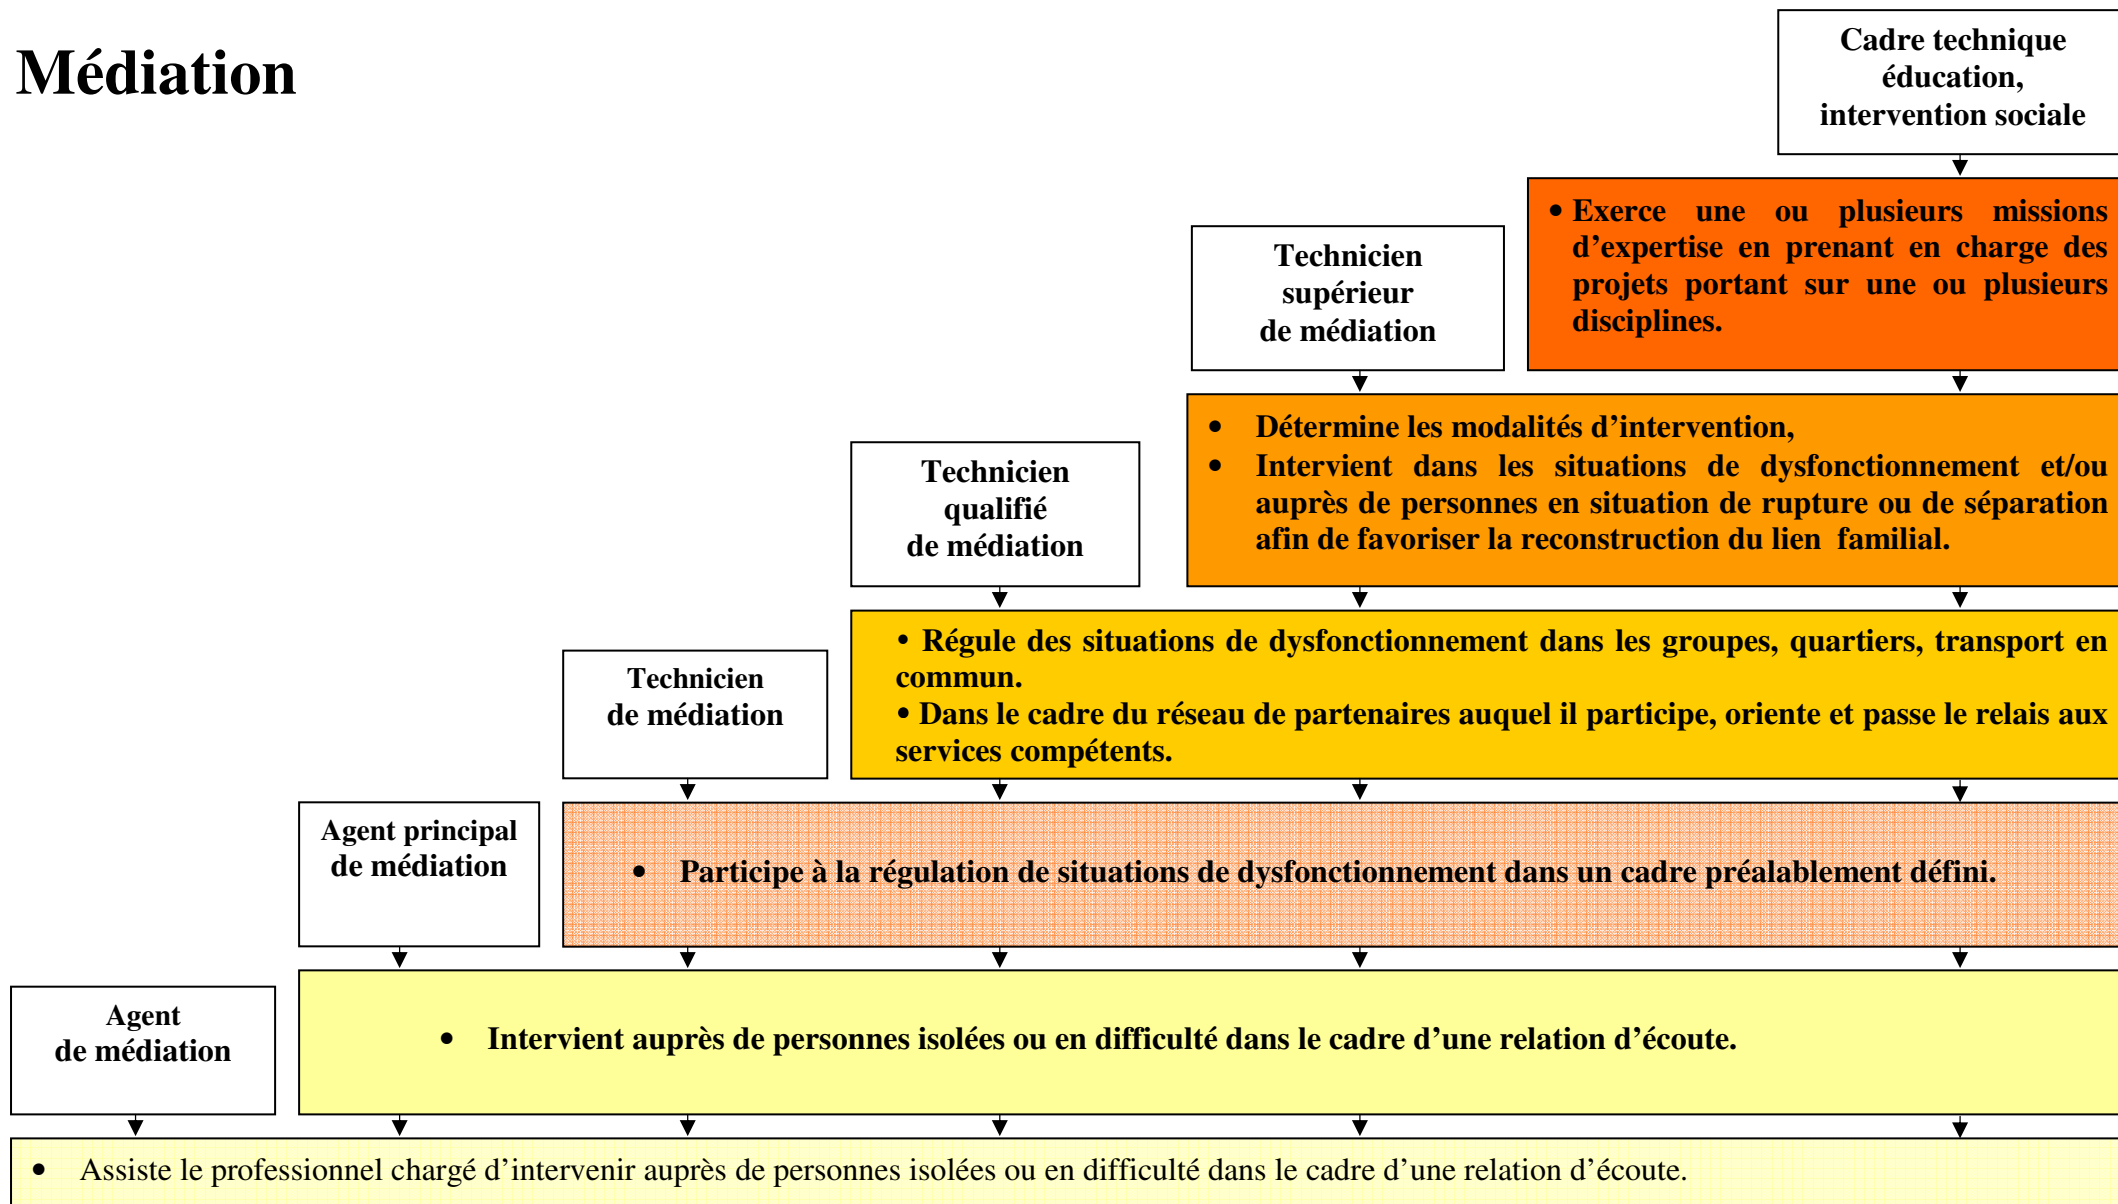 Médiation
Cadre technique
éducation,
intervention sociale
• Exerce une ou plusieurs missions
d’expertise en prenant en charge des
projets portant sur une ou plusieurs
disciplines.
Technicien
supérieur
de médiation
• Détermine les modalités d’intervention,
• Intervient dans les situations de dysfonctionnement et/ou
auprès de personnes en situation de rupture ou de séparation
afin de favoriser la reconstruction du lien familial.
Technicien
qualifié
de médiation
• Régule des situations de dysfonctionnement dans les groupes, quartiers, transport en
commun.
• Dans le cadre du réseau de partenaires auquel il participe, oriente et passe le relais aux
services compétents.
Technicien
de médiation
• Participe à la régulation de situations de dysfonctionnement dans un cadre préalablement défini.
Agent principal
de médiation
• Intervient auprès de personnes isolées ou en difficulté dans le cadre d’une relation d’écoute.
Agent
de médiation
• Assiste le professionnel chargé d’intervenir auprès de personnes isolées ou en difficulté dans le cadre d’une relation d’écoute.